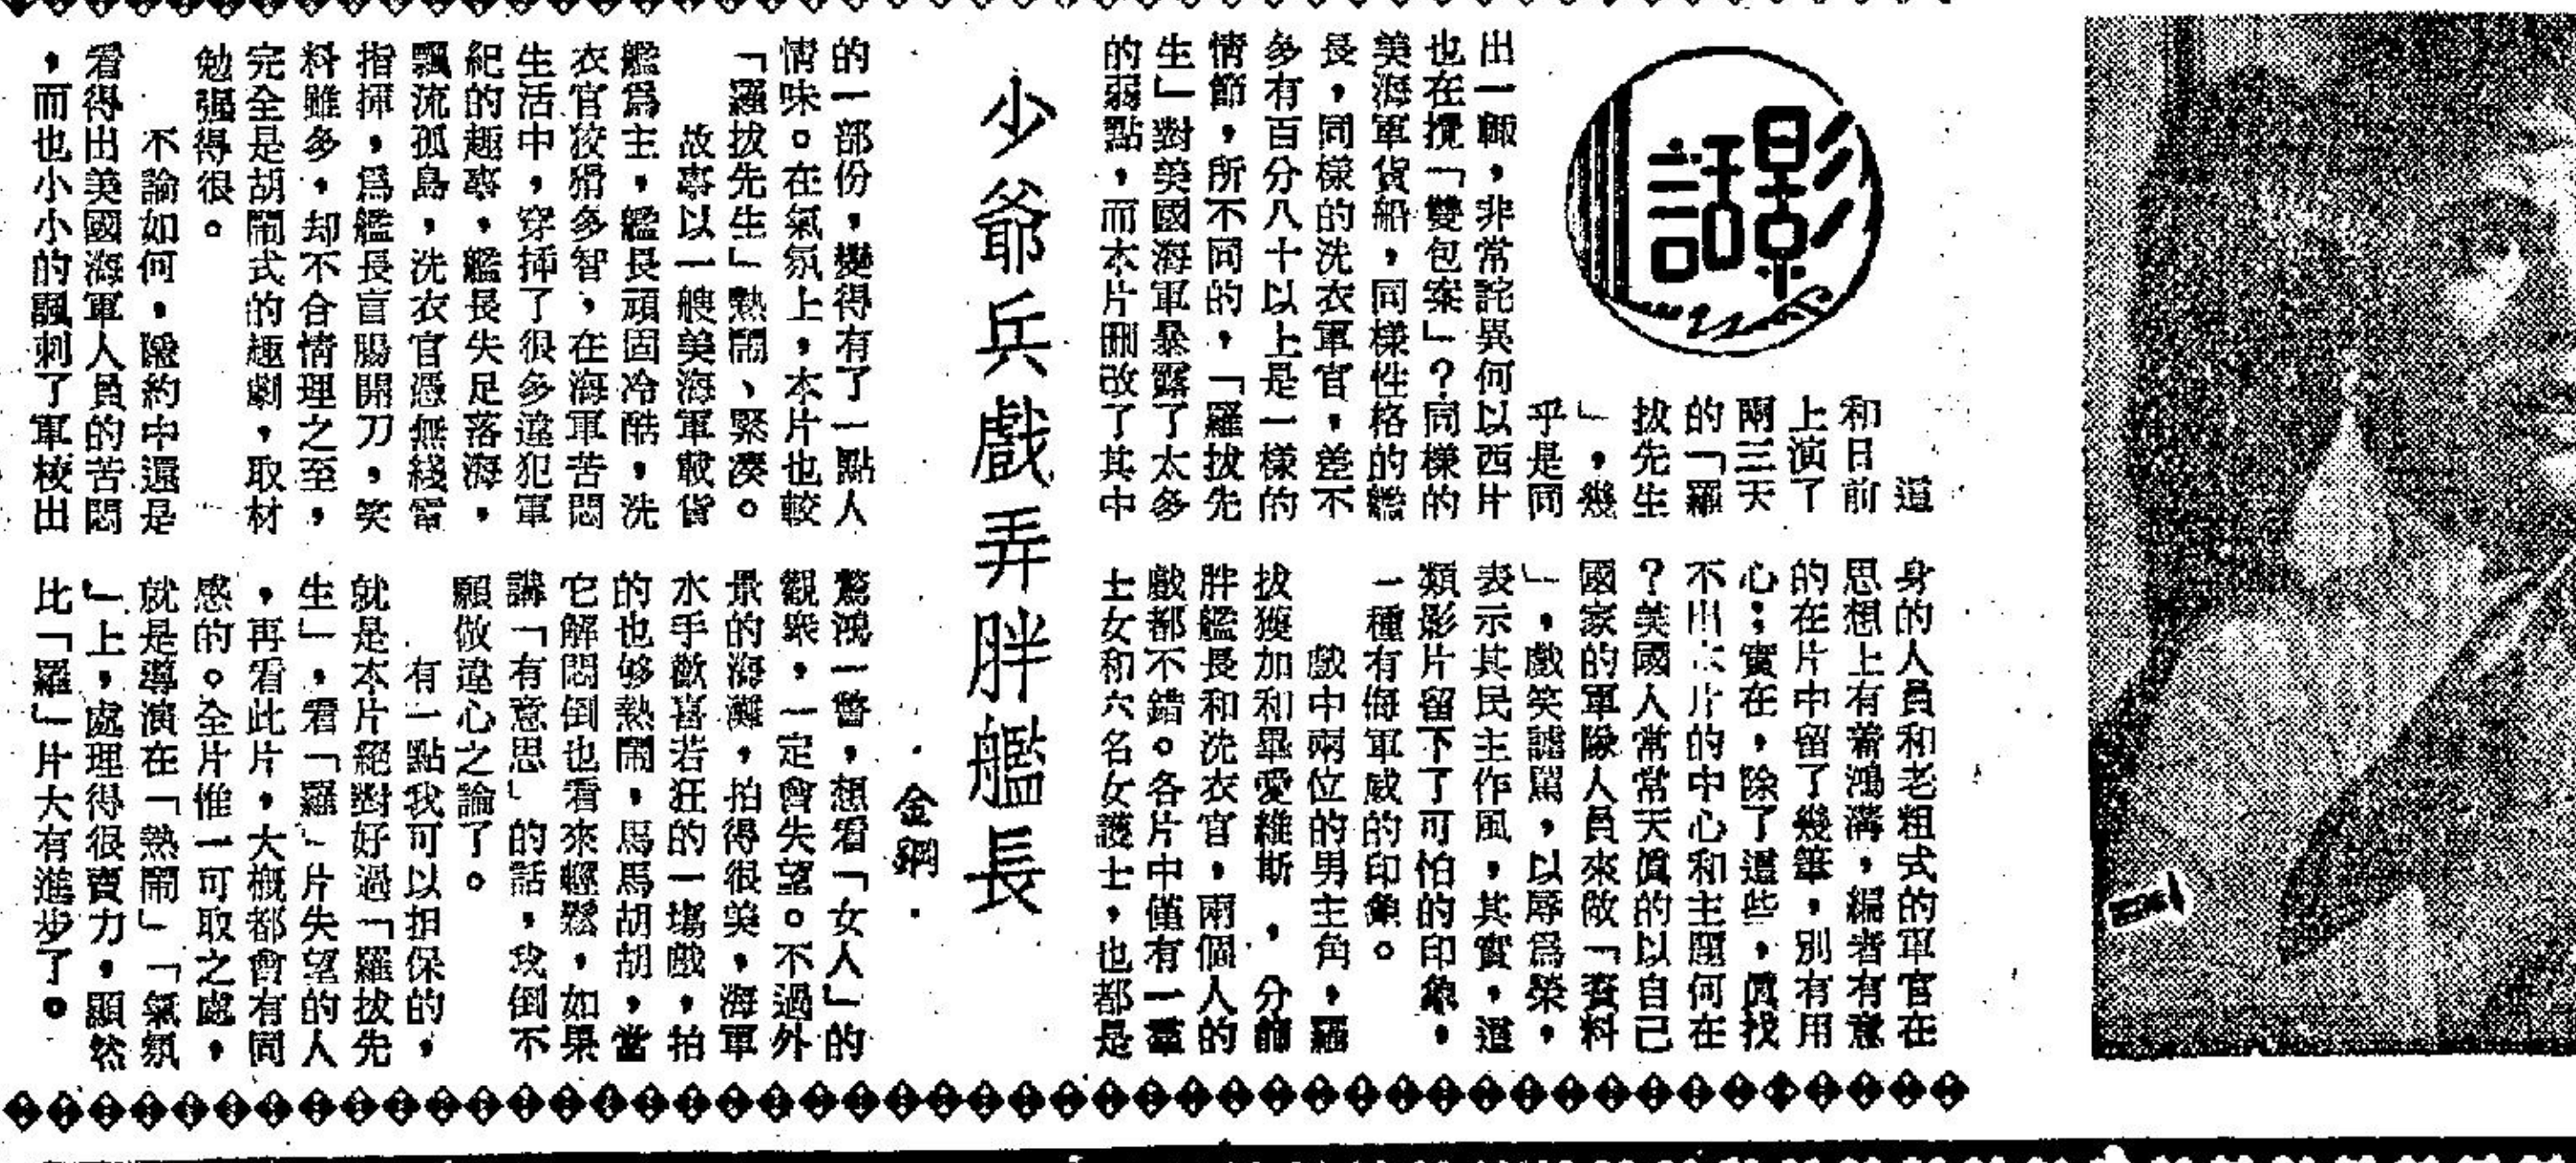 影話
少爺兵戲弄胖艦長
·金鋼·
這
和日前
上演了
兩三天
的「羅
拔先生
」，幾
乎是同
出一轍，非常詫異何以西片
也在攪「雙包案」？同樣的
美海軍貨船，同樣性格的艦
長，同樣的洗衣軍官，差不
多有百分八十以上是一樣的
情節，所不同的，「羅拔先
生」對美國海軍暴露了太多
的弱點，而本片刪改了其中
的一部份，變得有了一點人
情味。在氣氛上，本片也較
「羅拔先生」熱鬧、緊湊。
故事以一艘美海軍載貨
艦爲主，艦長頑固冷酷，洗
衣官狡猾多智，在海軍苦悶
生活中，穿插了很多違犯軍
紀的趣事，艦長失足落海，
飄流孤島，洗衣官憑無綫電
指揮，爲艦長盲腸開刀，笑
料雖多，却不合情理之至，
完全是胡鬧式的趣劇，取材
勉强得很。
不論如何，隱約中還是
看得出美國海軍人員的苦悶
，而也小小的諷刺了軍校出
身的人員和老粗式的軍官在
思想上有着鴻溝，編者有意
的在片中留了幾筆，別有用
心；實在，除了這些，眞找
不出本片的中心和主題何在
？美國人常常天眞的以自己
國家的軍隊人員來做「資料
」，戲笑謔駡，以辱爲榮，
表示其民主作風，其實，這
類影片留下了可怕的印象，
一種有侮軍威的印象。
戲中兩位的男主角，羅
拔獲加和畢愛維斯，分飾
胖艦長和洗衣官，兩個人的
戲都不錯。各片中僅有一羣
士女和六名女護士，也都是
驚鴻一瞥，想看「女人」的
觀衆，一定會失望。不過外
景的海灘，拍得很美，海軍
水手歡喜若狂的一塲戲，拍
的也够熱鬧，馬馬胡胡，當
它解悶倒也看來輕鬆，如果
講「有意思」的話，我倒不
願做違心之論了。
有一點我可以担保的，
就是本片絕對好過「羅拔先
生」，看「羅」片失望的人
，再看此片，大概都會有同
感的。全片惟一可取之處，
就是導演在「熱鬧」「氣氛
」上，處理得很賣力，顯然
比「羅」片大有進步了。